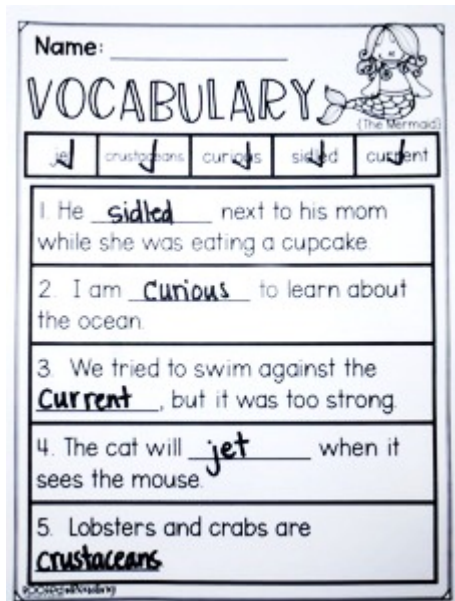 Name:
VOCABULARY
{The Mermaid}
jet crustaceans curious sidled current
1. He sidled next to his mom
while she was eating a cupcake.
2. I am curious to learn about
the ocean.
3. We tried to swim against the
Current, but it was too strong.
4. The cat will jet when it
sees the mouse.
5. Lobsters and crabs are
crustaceans